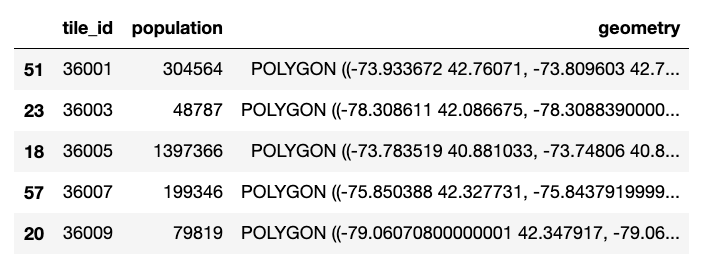 tile_id population geometry
51 36001 304564 POLYGON ((-73.933672 42.76071, -73.809603 42.7...
23 36003 48787 POLYGON ((-78.308611 42.086675, -78.3088390000...
18 36005 1397366 POLYGON ((-73.783519 40.881033, -73.74806 40.8...
57 36007 199346 POLYGON ((-75.850388 42.327731, -75.8437919999...
20 36009 79819 POLYGON ((-79.06070800000001 42.347917, -79.06...